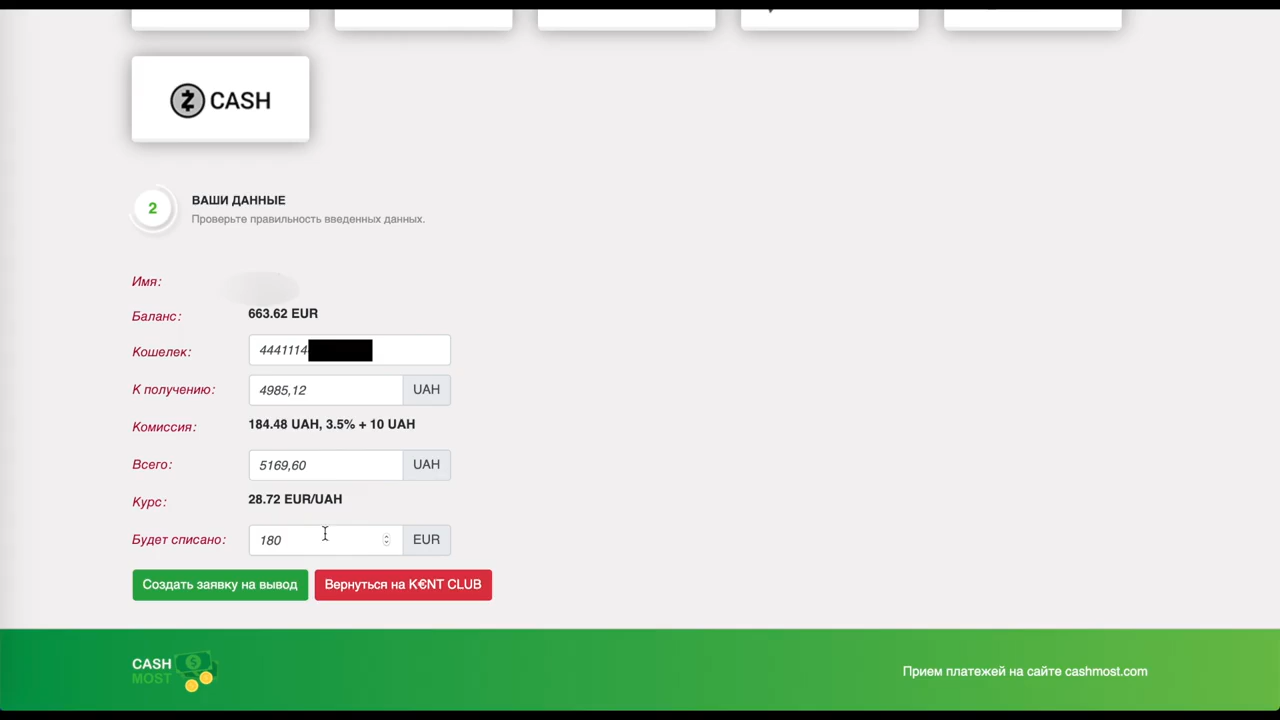 CASH
2
ВАШИ ДАННЫЕ
Проверьте правильность введенных данных.
Имя:
Баланс: 663.62 EUR
Кошелек: 4441114
К получению: 4985,12 UAH
Комиссия: 184.48 UAH, 3.5% + 10 UAH
Всего: 5169,60 UAH
Курс: 28.72 EUR/UAH
Будет списано: 180 EUR
Создать заявку на вывод Вернуться на K€NT CLUB
CASH
MOST
Прием платежей на сайте cashmost.com